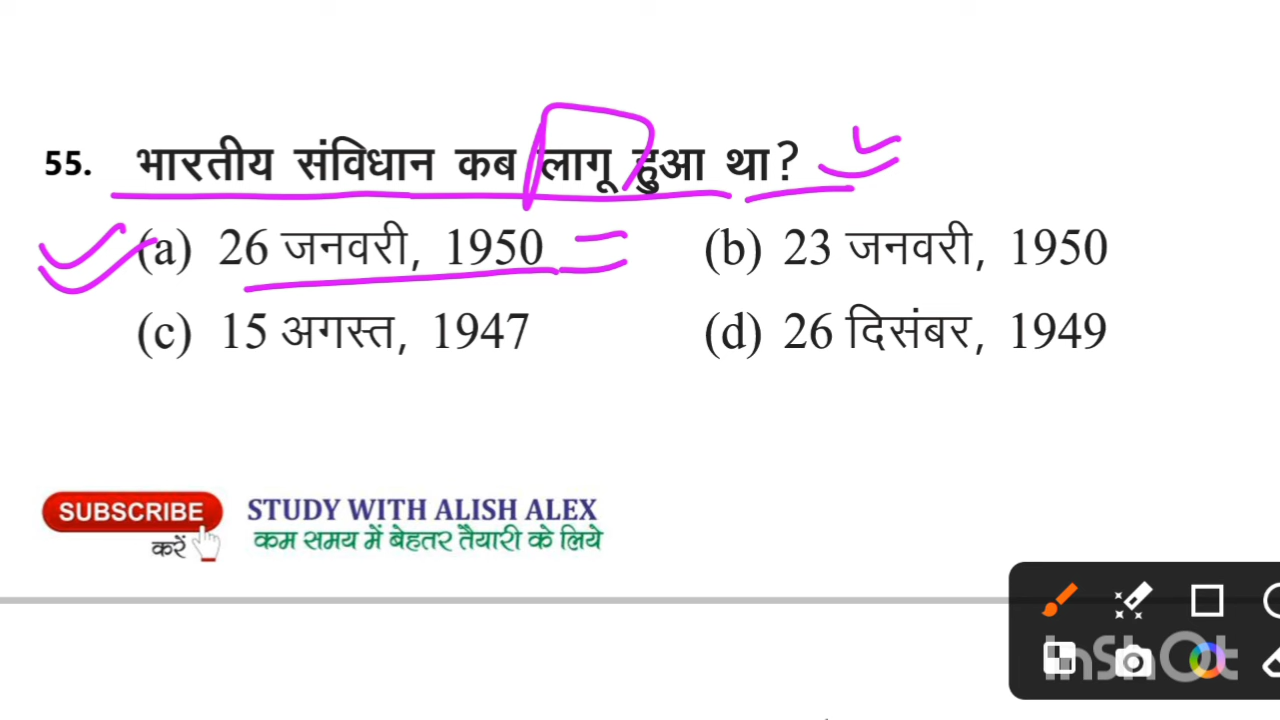 55. भारतीय संविधान कब लागू हुआ था?
(a) 26 जनवरी, 1950 (b) 23 जनवरी, 1950
(c) 15 अगस्त, 1947 (d) 26 दिसंबर, 1949
SUBSCRIBE
करें
STUDY WITH ALISH ALEX
कम समय में बेहतर तैयारी के लिये
InShOt